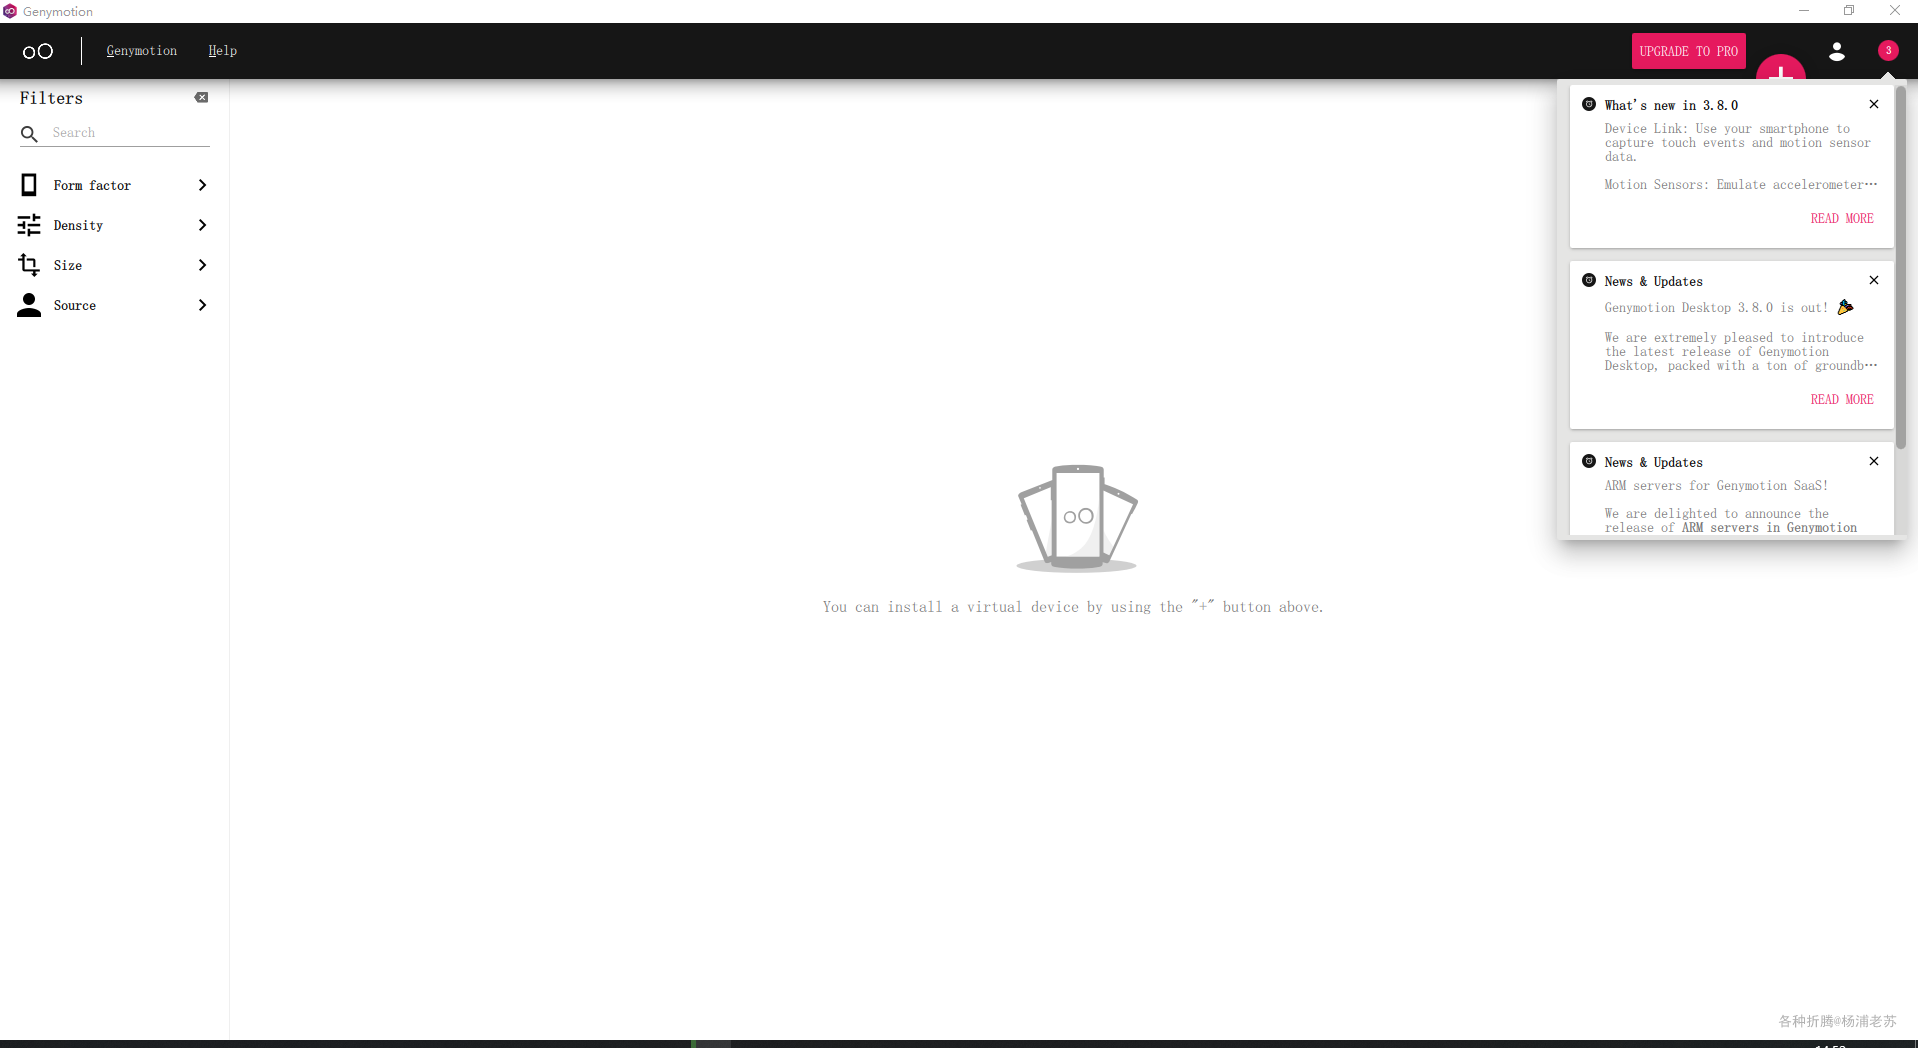 Genymotion
Genymotion
Help
UPGRADE TO PRO
3
Filters
Search
Form factor
Density
Size
Source
What's new in 3.8.0
Device Link: Use your smartphone to
capture touch events and motion sensor
data.
Motion Sensors: Emulate accelerometer…
READ MORE
News & Updates
Genymotion Desktop 3.8.0 is out! 🎉
We are extremely pleased to introduce
the latest release of Genymotion
Desktop, packed with a ton of groundb…
READ MORE
News & Updates
ARM servers for Genymotion SaaS!
We are delighted to announce the
release of ARM servers in Genymotion
You can install a virtual device by using the "+" button above.
各种折腾@杨浦老苏